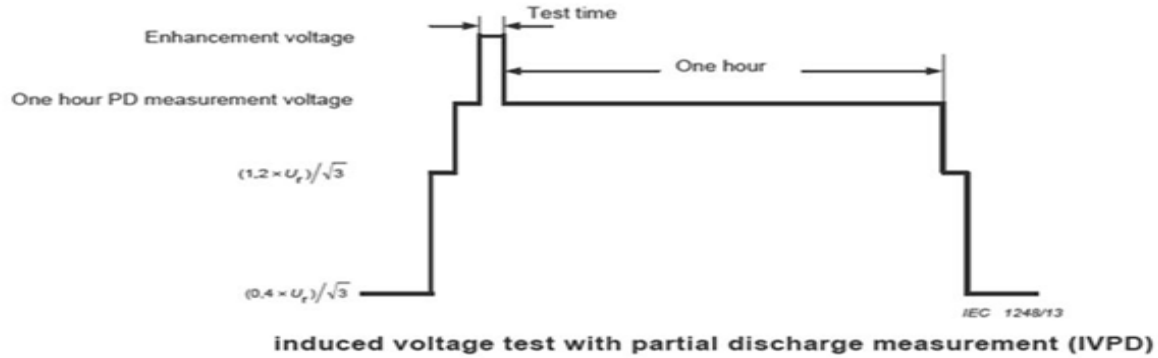 Test time
Enhancement voltage
One hour
One hour PD measurement voltage
(1,2 × Uᵣ)/√3
(0,4 × Uᵣ)/√3
IEC 1248/13
induced voltage test with partial discharge measurement (IVPD)